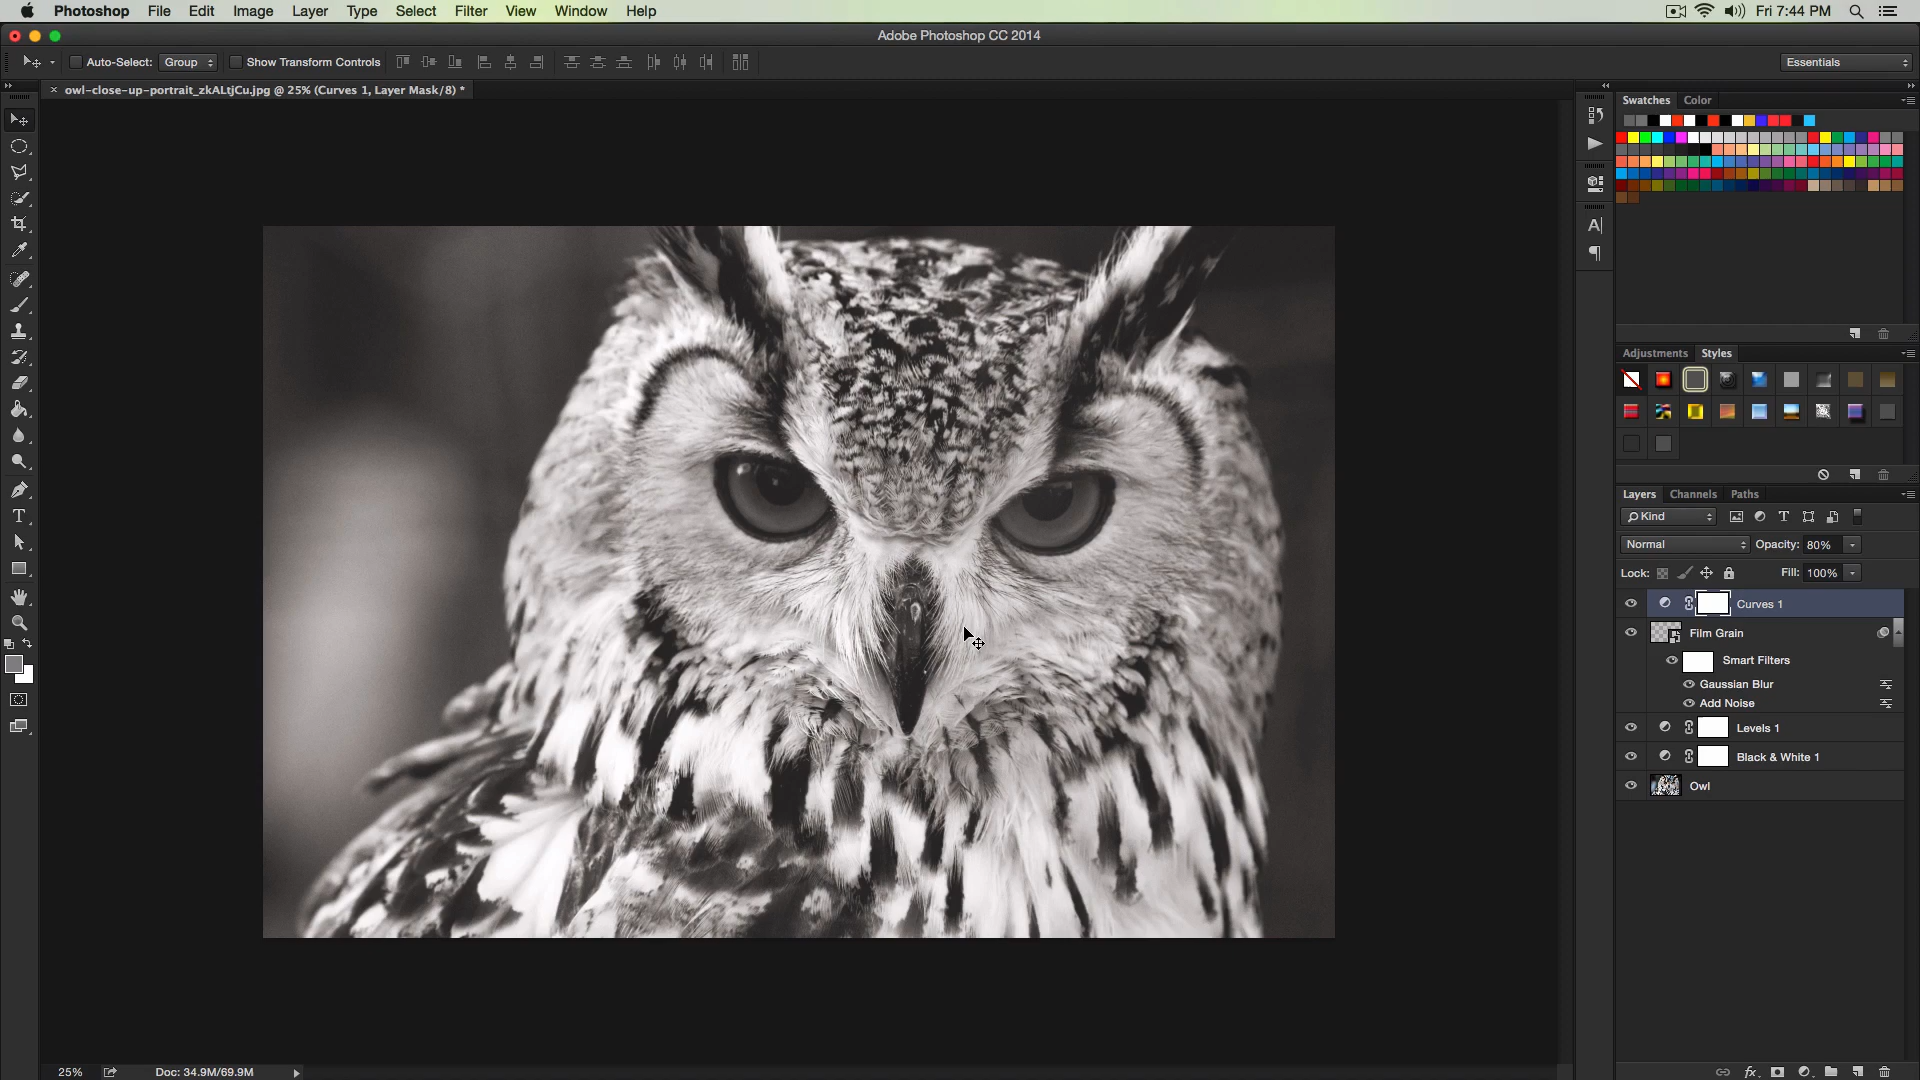 Photoshop File Edit Image Layer Type Select Filter View Window Help Fri 7:44 PM
Adobe Photoshop CC 2014
Auto-Select: Group Show Transform Controls Essentials
owl-close-up-portrait_zkALtjCu.jpg @ 25% (Curves 1, Layer Mask/8) *
Swatches Color
Adjustments Styles
Layers Channels Paths
Kind
Normal Opacity: 80%
Lock: Fill: 100%
Curves 1
Film Grain
Smart Filters
Gaussian Blur
Add Noise
Levels 1
Black & White 1
Owl
25% Doc: 34.9M/69.9M